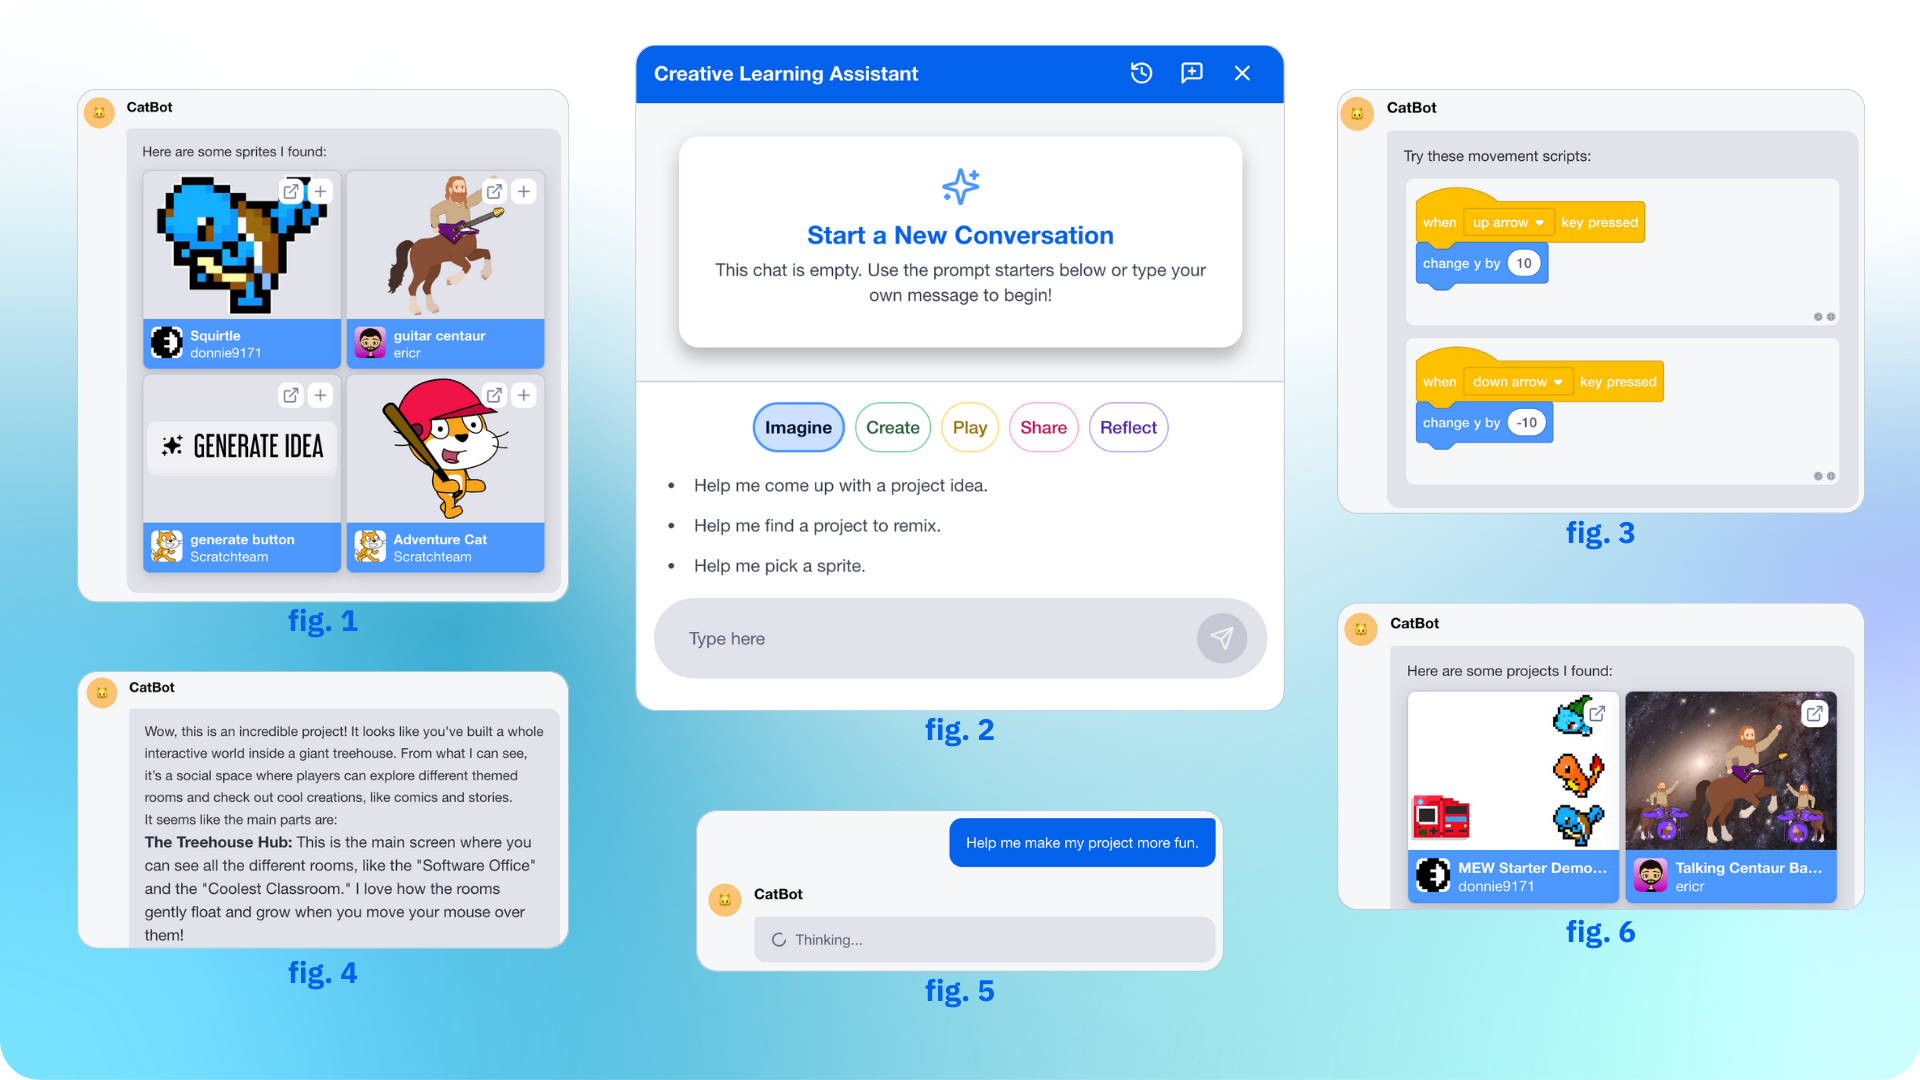 CatBot
Here are some sprites I found:
Squirtle
donnie9171
guitar centaur
ericr
GENERATE IDEA
generate button
Scratchteam
Adventure Cat
Scratchteam
fig. 1
Creative Learning Assistant
Start a New Conversation
This chat is empty. Use the prompt starters below or type your
own message to begin!
Imagine
Create
Play
Share
Reflect
• Help me come up with a project idea.
• Help me find a project to remix.
• Help me pick a sprite.
Type here
fig. 2
CatBot
Try these movement scripts:
when up arrow key pressed
change y by 10
when down arrow key pressed
change y by -10
fig. 3
CatBot
Wow, this is an incredible project! It looks like you've built a whole
interactive world inside a giant treehouse. From what I can see,
it's a social space where players can explore different themed
rooms and check out cool creations, like comics and stories.
It seems like the main parts are:
The Treehouse Hub: This is the main screen where you
can see all the different rooms, like the "Software Office"
and the "Coolest Classroom." I love how the rooms
gently float and grow when you move your mouse over
them!
fig. 4
Help me make my project more fun.
CatBot
Thinking...
fig. 5
CatBot
Here are some projects I found:
MEW Starter Demo...
donnie9171
Talking Centaur Ba...
ericr
fig. 6